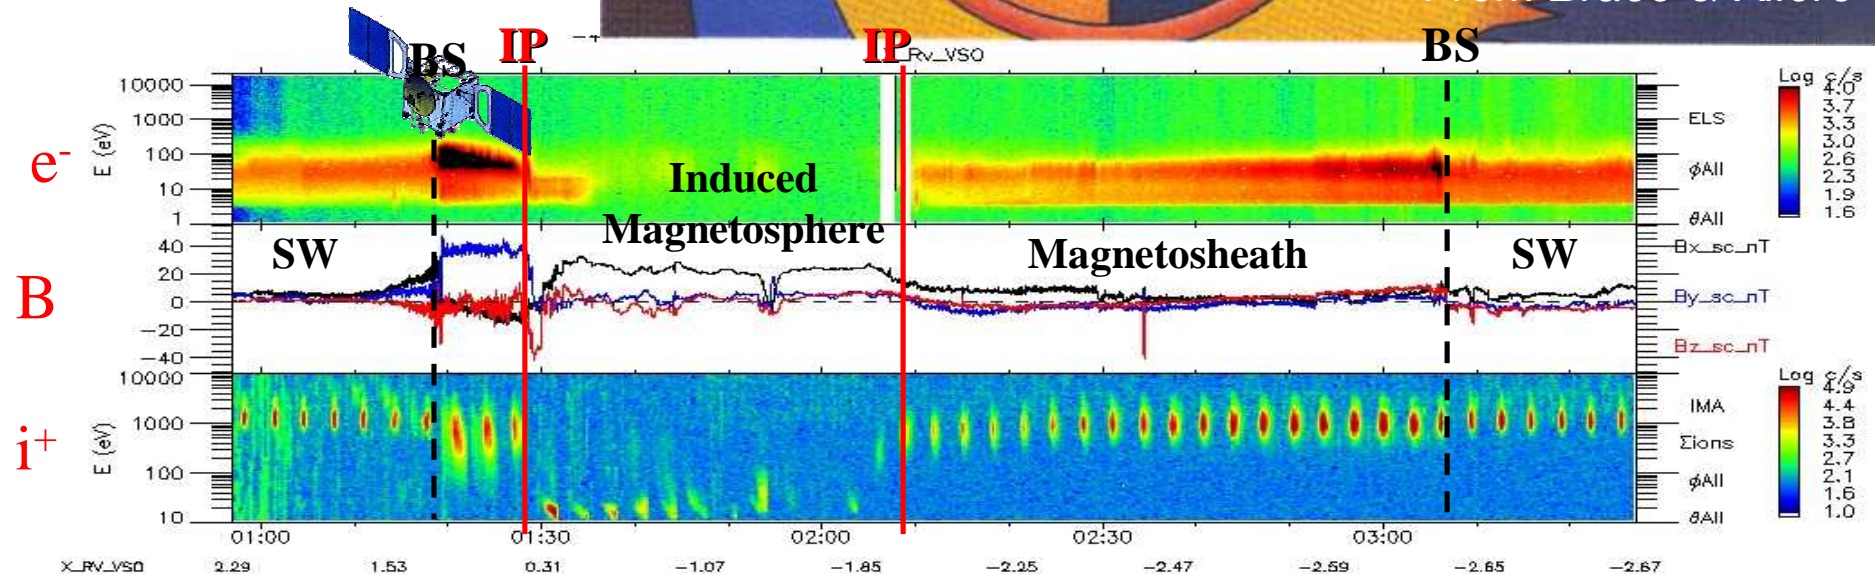 From Brace & Kliore
BS IP IP BS
Rv_VSO
e-
E (eV)
10000
1000
100
10
1
Induced
Magnetosphere
ELS
φAll
θAll
Log c/s
4.0
3.7
3.3
3.0
2.6
2.3
1.9
1.6
B
40
20
0
−20
−40
SW
Magnetosheath
SW
Bx_sc_nT
By_sc_nT
Bz_sc_nT
i+
E (eV)
10000
1000
100
10
IMA
Σions
φAll
θAll
Log c/s
4.9
4.4
3.8
3.3
2.7
2.1
1.6
1.0
01:00 01:30 02:00 02:30 03:00
X_RV_VSO 2.29 1.53 0.31 −1.07 −1.85 −2.25 −2.47 −2.59 −2.65 −2.67